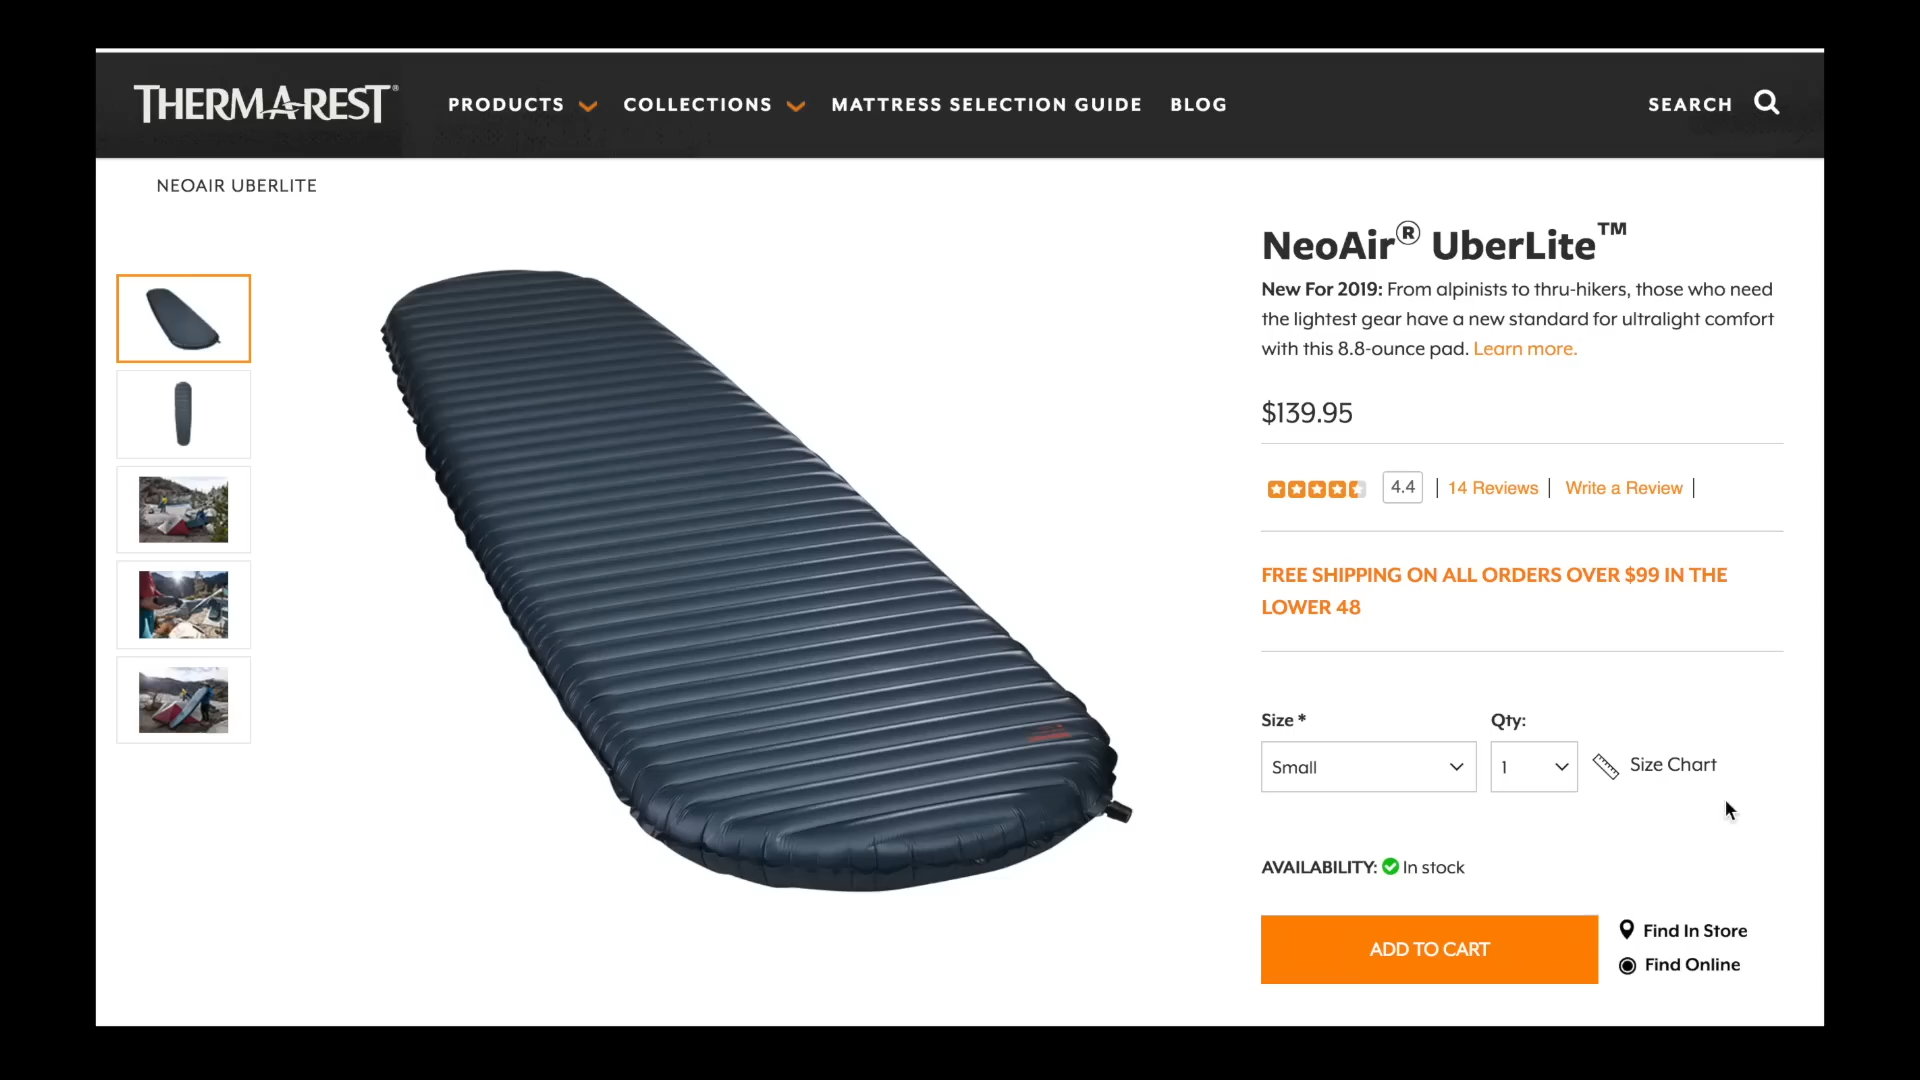 THERMAREST®
PRODUCTS
COLLECTIONS
MATTRESS SELECTION GUIDE
BLOG
SEARCH
NEOAIR UBERLITE
NeoAir® UberLite™
New For 2019: From alpinists to thru-hikers, those who need
the lightest gear have a new standard for ultralight comfort
with this 8.8-ounce pad. Learn more.
$139.95
4.4 | 14 Reviews | Write a Review |
FREE SHIPPING ON ALL ORDERS OVER $99 IN THE
LOWER 48
Size * Qty:
Small 1 Size Chart
AVAILABILITY: In stock
ADD TO CART
Find In Store
Find Online